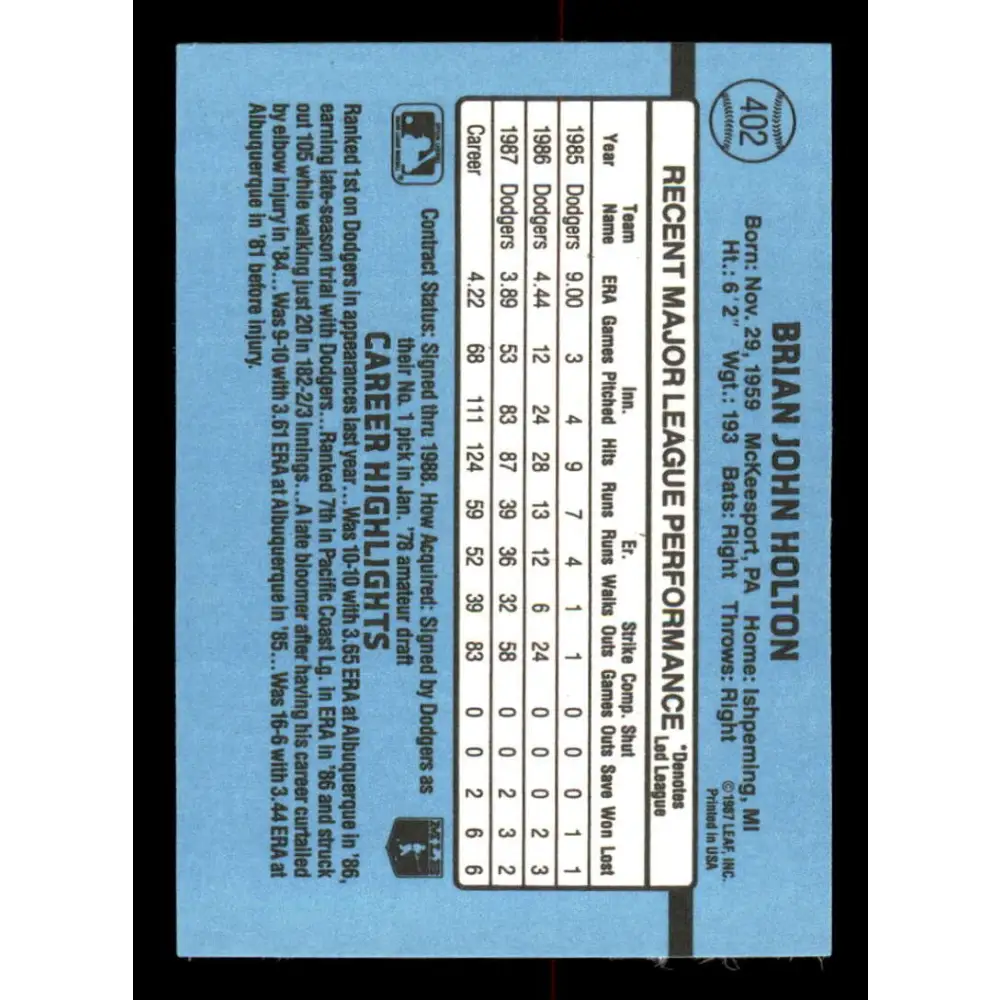 402
BRIAN JOHN HOLTON
Born: Nov. 29, 1959 McKeesport, PA Home: Ishpeming, MI
Ht.: 6'2" Wgt.: 193 Bats: Right Throws: Right
©1987 LEAF, INC.
Printed in USA
RECENT MAJOR LEAGUE PERFORMANCE *Denotes
Led League
Team Inn. Er. Strike Comp. Shut
Year Name ERA Games Pitched Hits Runs Runs Walks Outs Games Outs Save Won Lost
1985 Dodgers 9.00 3 4 9 7 4 1 1 0 0 0 1 1
1986 Dodgers 4.44 12 24 28 13 12 6 24 0 0 0 2 3
1987 Dodgers 3.89 53 83 87 39 36 32 58 0 0 2 3 2
Career 4.22 68 111 124 59 52 39 83 0 0 2 6 6
Contract Status: Signed thru 1988. How Acquired: Signed by Dodgers as
their No. 1 pick in Jan. '78 amateur draft
MLB
CAREER HIGHLIGHTS
Ranked 1st on Dodgers in appearances last year...Was 10-10 with 3.65 ERA at Albuquerque in '86,
earning late-season trial with Dodgers...Ranked 7th in Pacific Coast Lg. in ERA in '86 and struck
out 105 while walking just 20 in 182-2/3 innings...A late bloomer after having his career curtailed
by elbow injury in '84...Was 9-10 with 3.61 ERA at Albuquerque in '85...Was 16-6 with 3.44 ERA at
Albuquerque in '81 before injury.